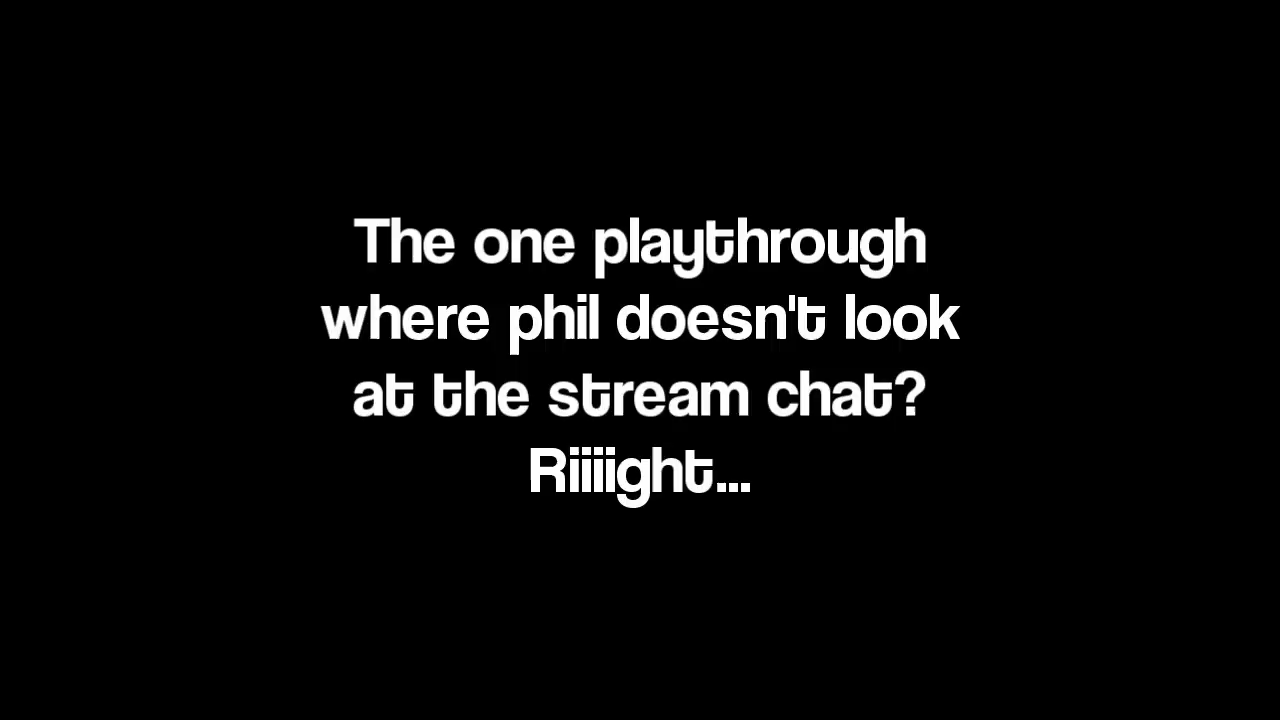 The one playthrough
where phil doesn't look
at the stream chat?
Riiiight...